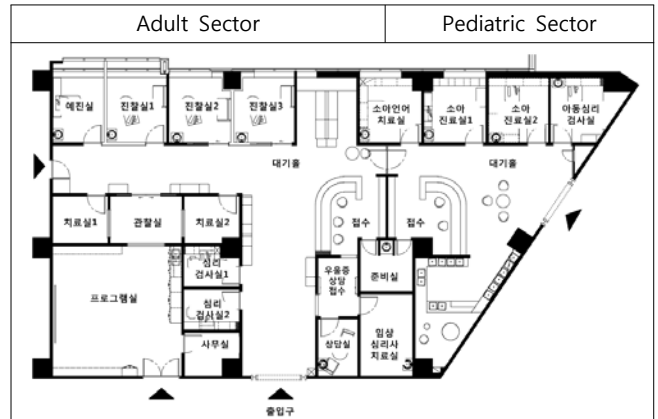 Adult Sector
Pediatric Sector
예진실
진찰실1
진찰실2
진찰실3
소아언어
치료실
소아
진료실1
소아
진료실2
아동심리
검사실
대기홀
대기홀
치료실1
관찰실
치료실2
접수
접수
심리
검사실1
우울증
상담
접수
준비실
프로그램실
심리
검사실2
사무실
상담실
임상
심리사
치료실
출입구